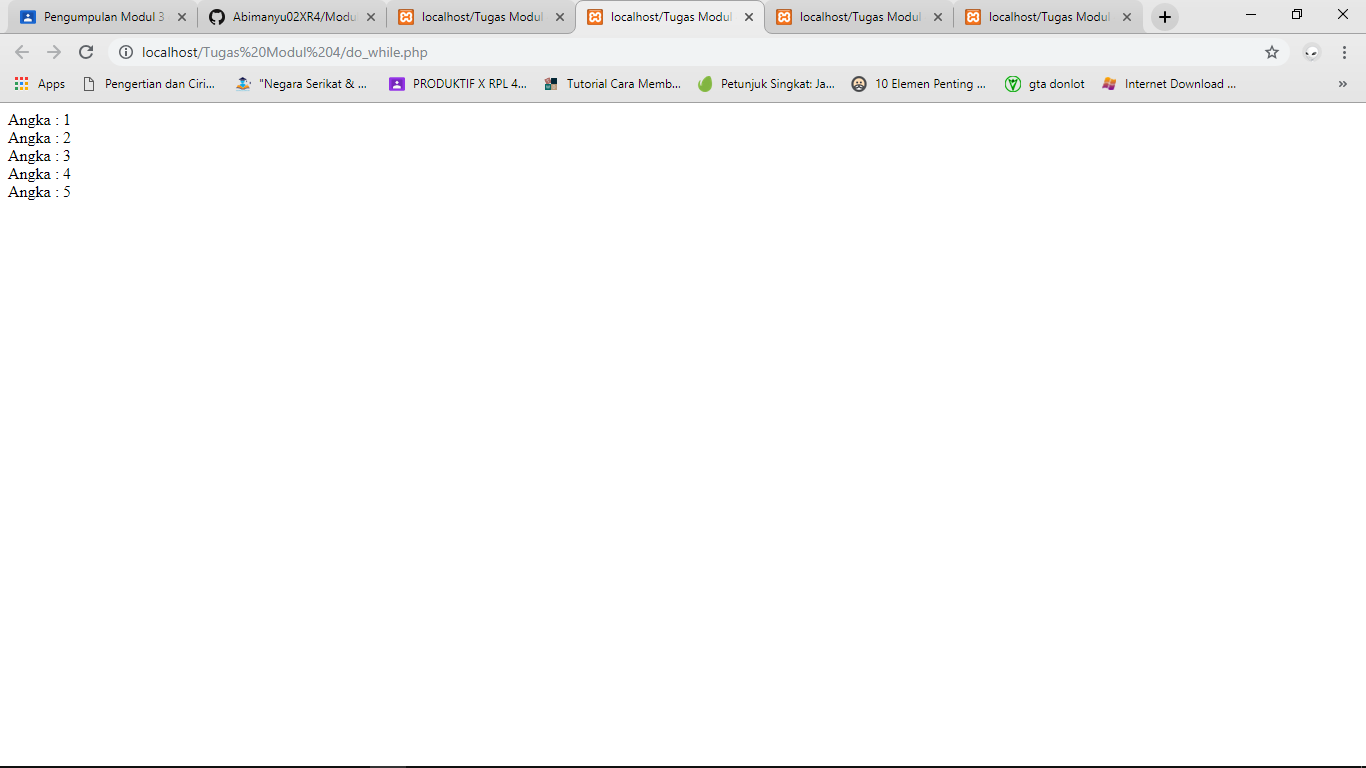 Pengumpulan Modul 3
Abimanyu02XR4/Modu
localhost/Tugas Modul
localhost/Tugas Modul
localhost/Tugas Modul
localhost/Tugas Modul
localhost/Tugas%20Modul%204/do_while.php
Apps
Pengertian dan Ciri...
"Negara Serikat & ...
PRODUKTIF X RPL 4...
Tutorial Cara Memb...
Petunjuk Singkat: Ja...
10 Elemen Penting ...
gta donlot
Internet Download ...
»
Angka : 1
Angka : 2
Angka : 3
Angka : 4
Angka : 5